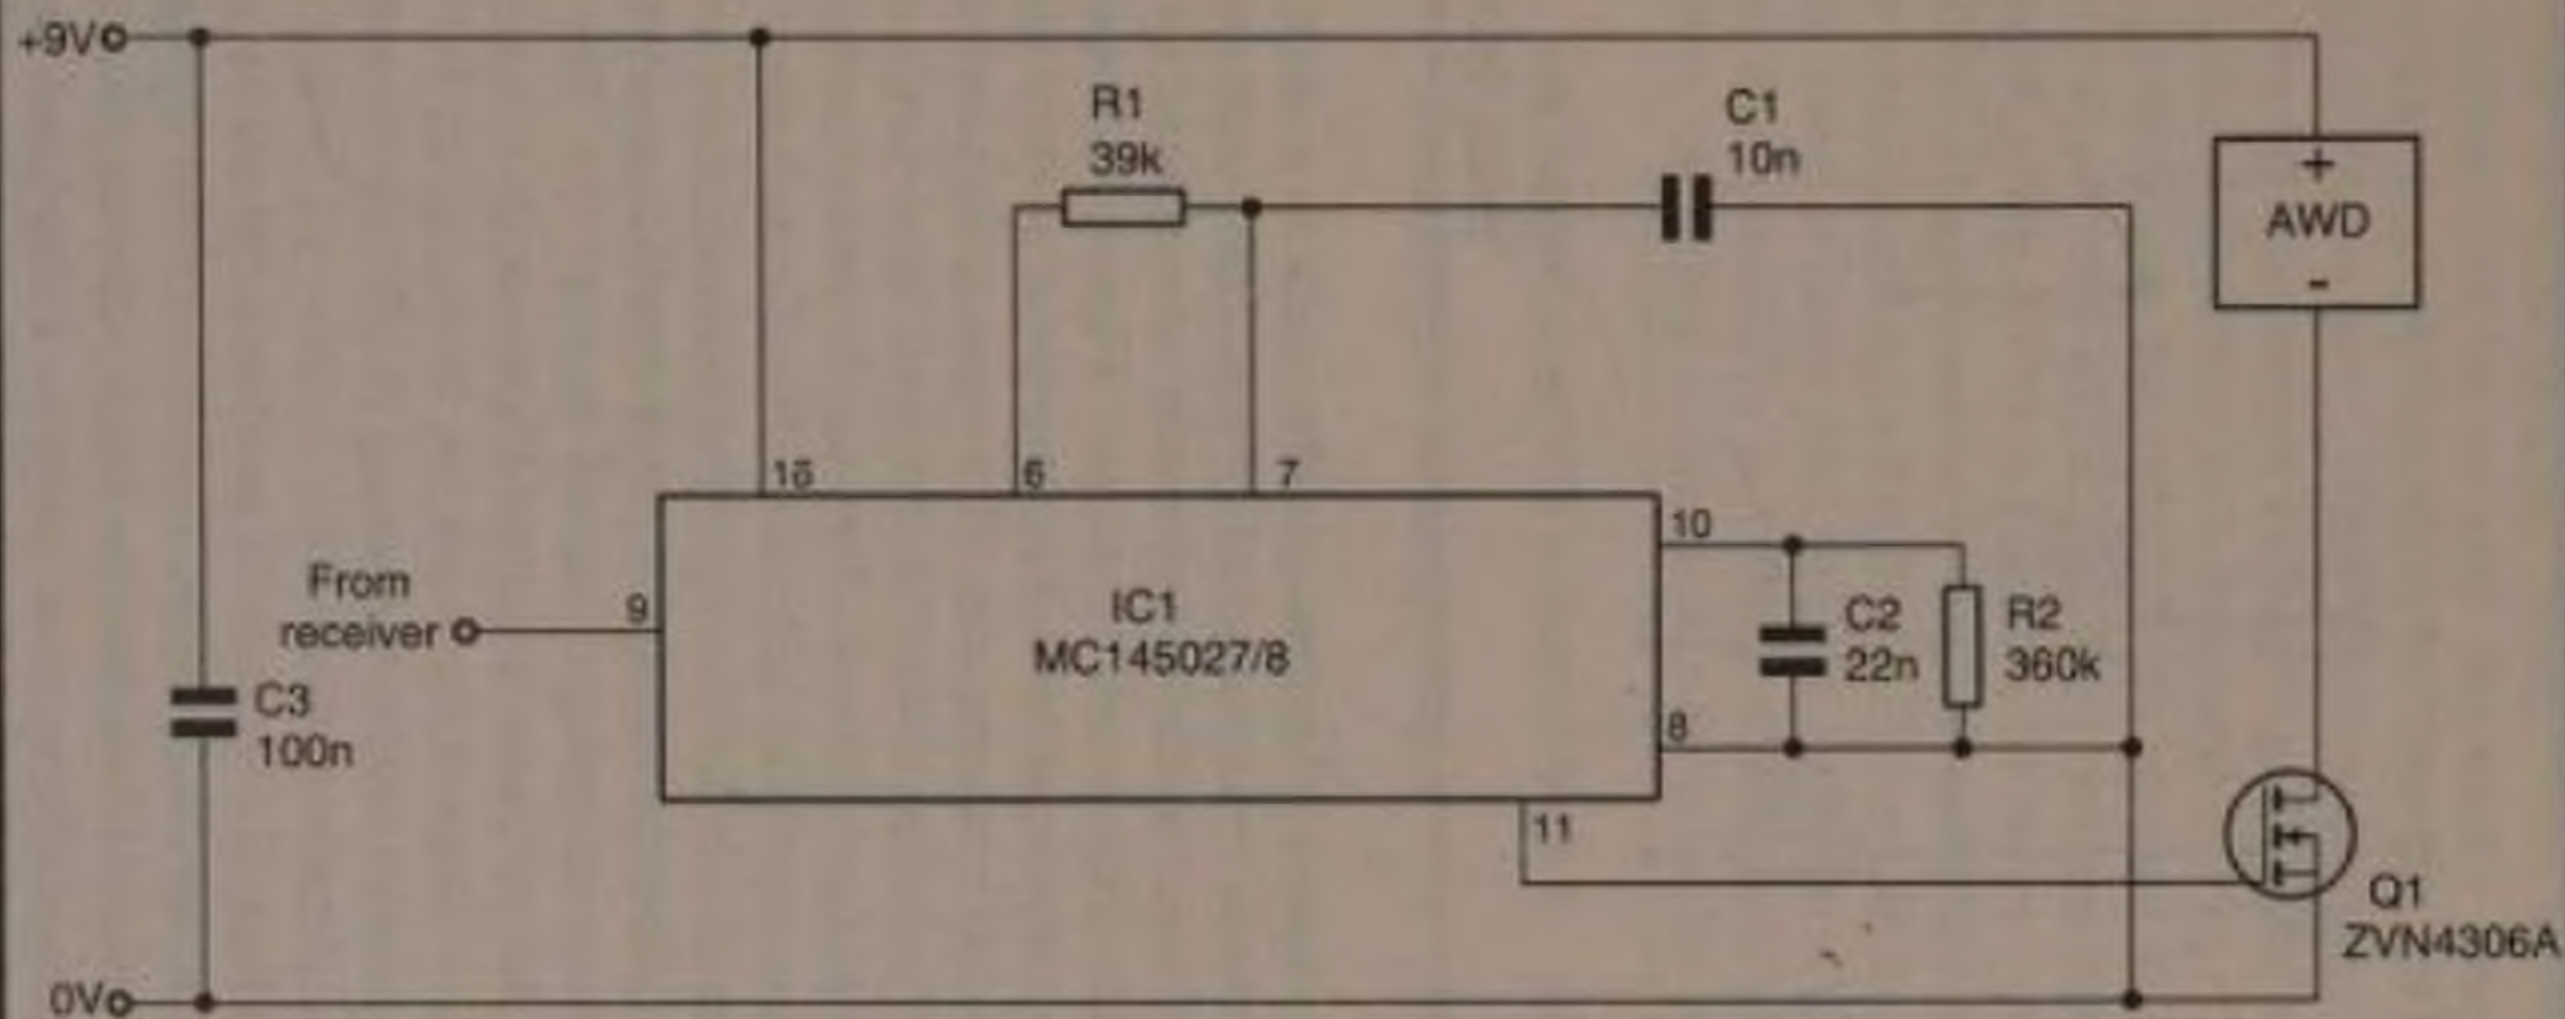 +9V
R1
39k
C1
10n
+
AWD
-
16
6
7
10
From
receiver
9
IC1
MC145027/8
C2
22n
R2
360k
C3
100n
8
11
Q1
ZVN4306A
0V